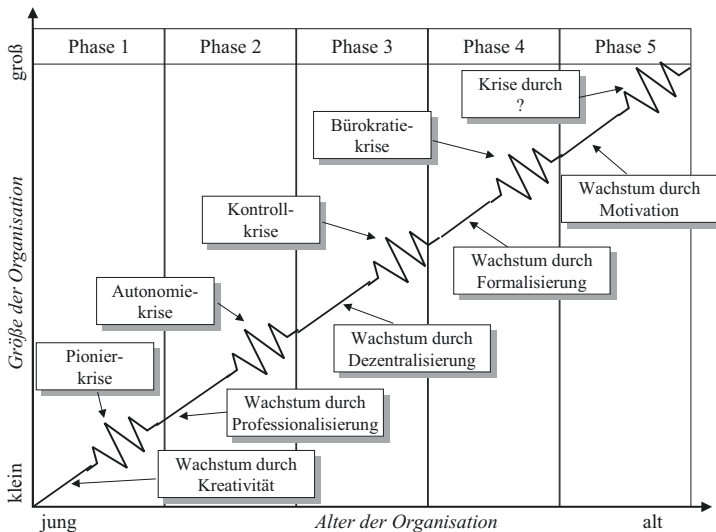 groß
Phase 1
Phase 2
Phase 3
Phase 4
Phase 5
Krise durch
?
Bürokratie-
krise
Wachstum durch
Motivation
Kontroll-
krise
Wachstum durch
Formalisierung
Autonomie-
krise
Wachstum durch
Dezentralisierung
Größe der Organisation
Pionier-
krise
Wachstum durch
Professionalisierung
Wachstum durch
Kreativität
klein
jung
Alter der Organisation
alt